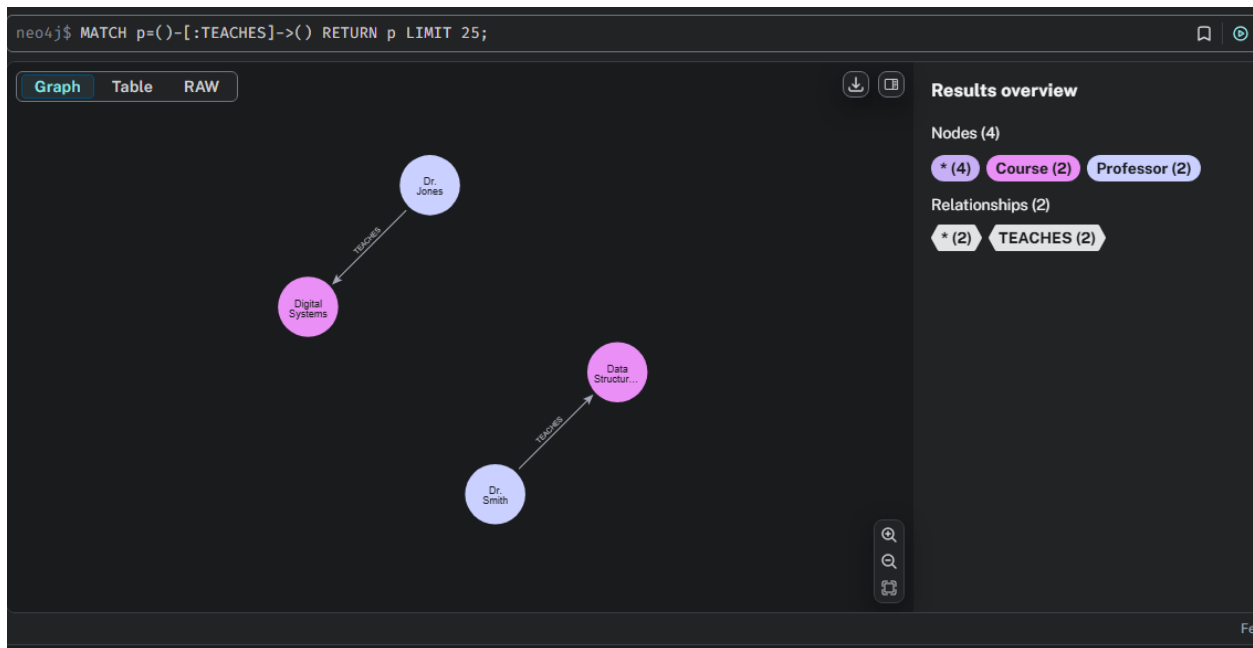 neo4j$ MATCH p=()-[:TEACHES]->() RETURN p LIMIT 25;
Graph Table RAW
Results overview
Nodes (4)
* (4) Course (2) Professor (2)
Relationships (2)
* (2) TEACHES (2)
Dr.
Jones
TEACHES
Digital
Systems
Data
Structur...
TEACHES
Dr.
Smith
Fe